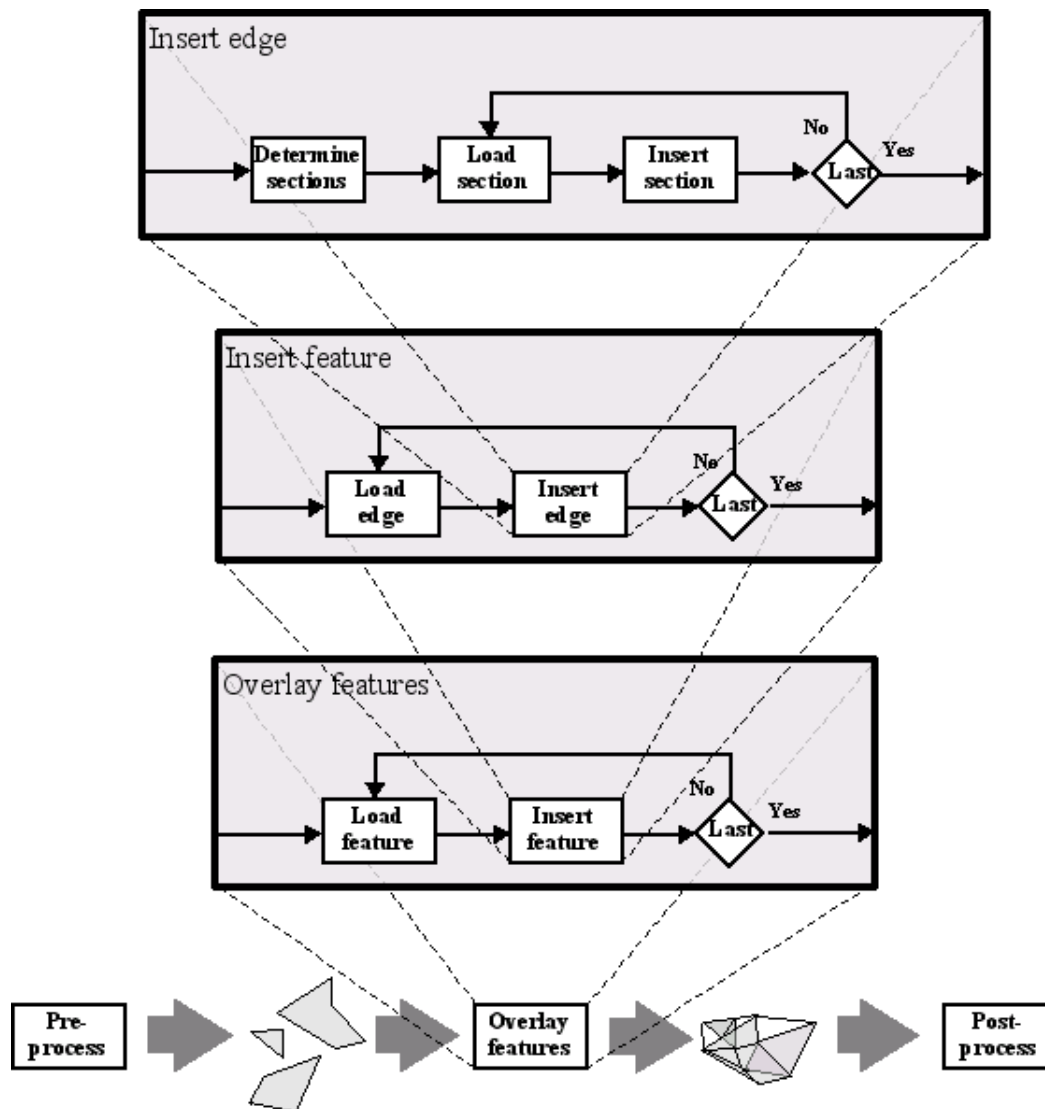 Insert edge
No
Yes
Determine
sections
Load
section
Insert
section
Last
Insert feature
No
Yes
Load
edge
Insert
edge
Last
Overlay features
No
Yes
Load
feature
Insert
feature
Last
Pre-
process
Overlay
features
Post-
process